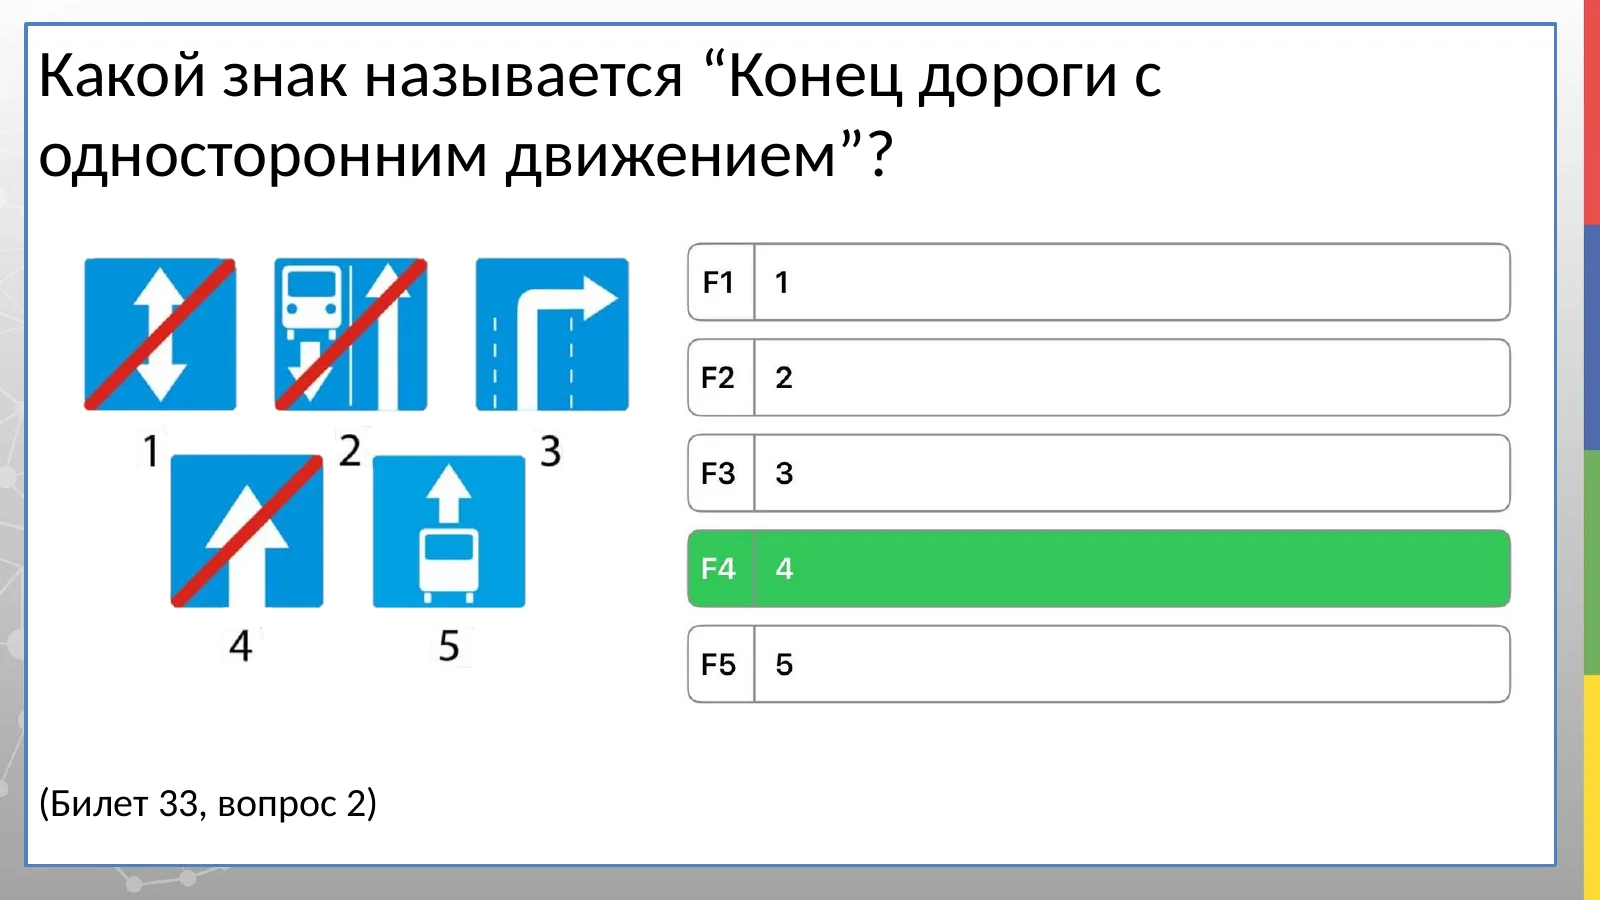 Какой знак называется “Конец дороги с
односторонним движением”?
1
2
3
4
5
F1 1
F2 2
F3 3
F4 4
F5 5
(Билет 33, вопрос 2)